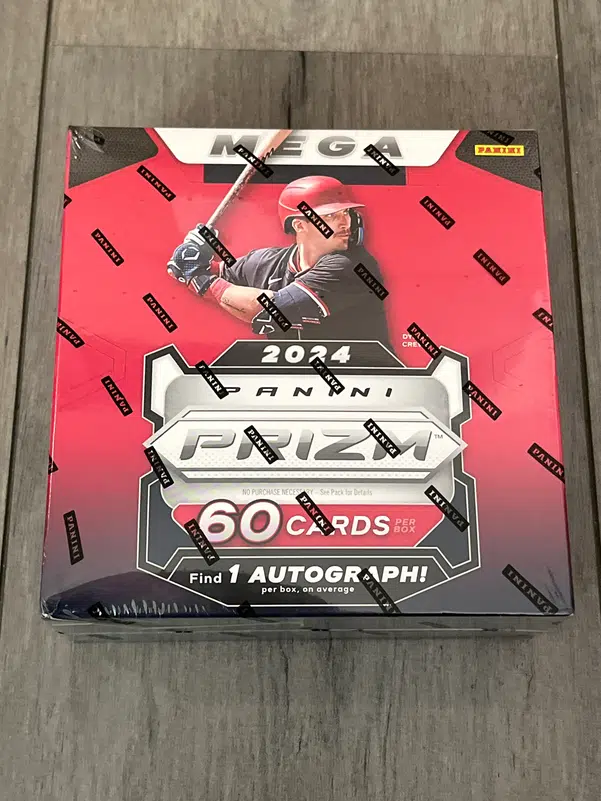 MEGA
PANINI
2024
PANINI
PRIZM™
NO PURCHASE NECESSARY - See Pack for Details
60 CARDS PER BOX
Find 1 AUTOGRAPH!
per box, on average